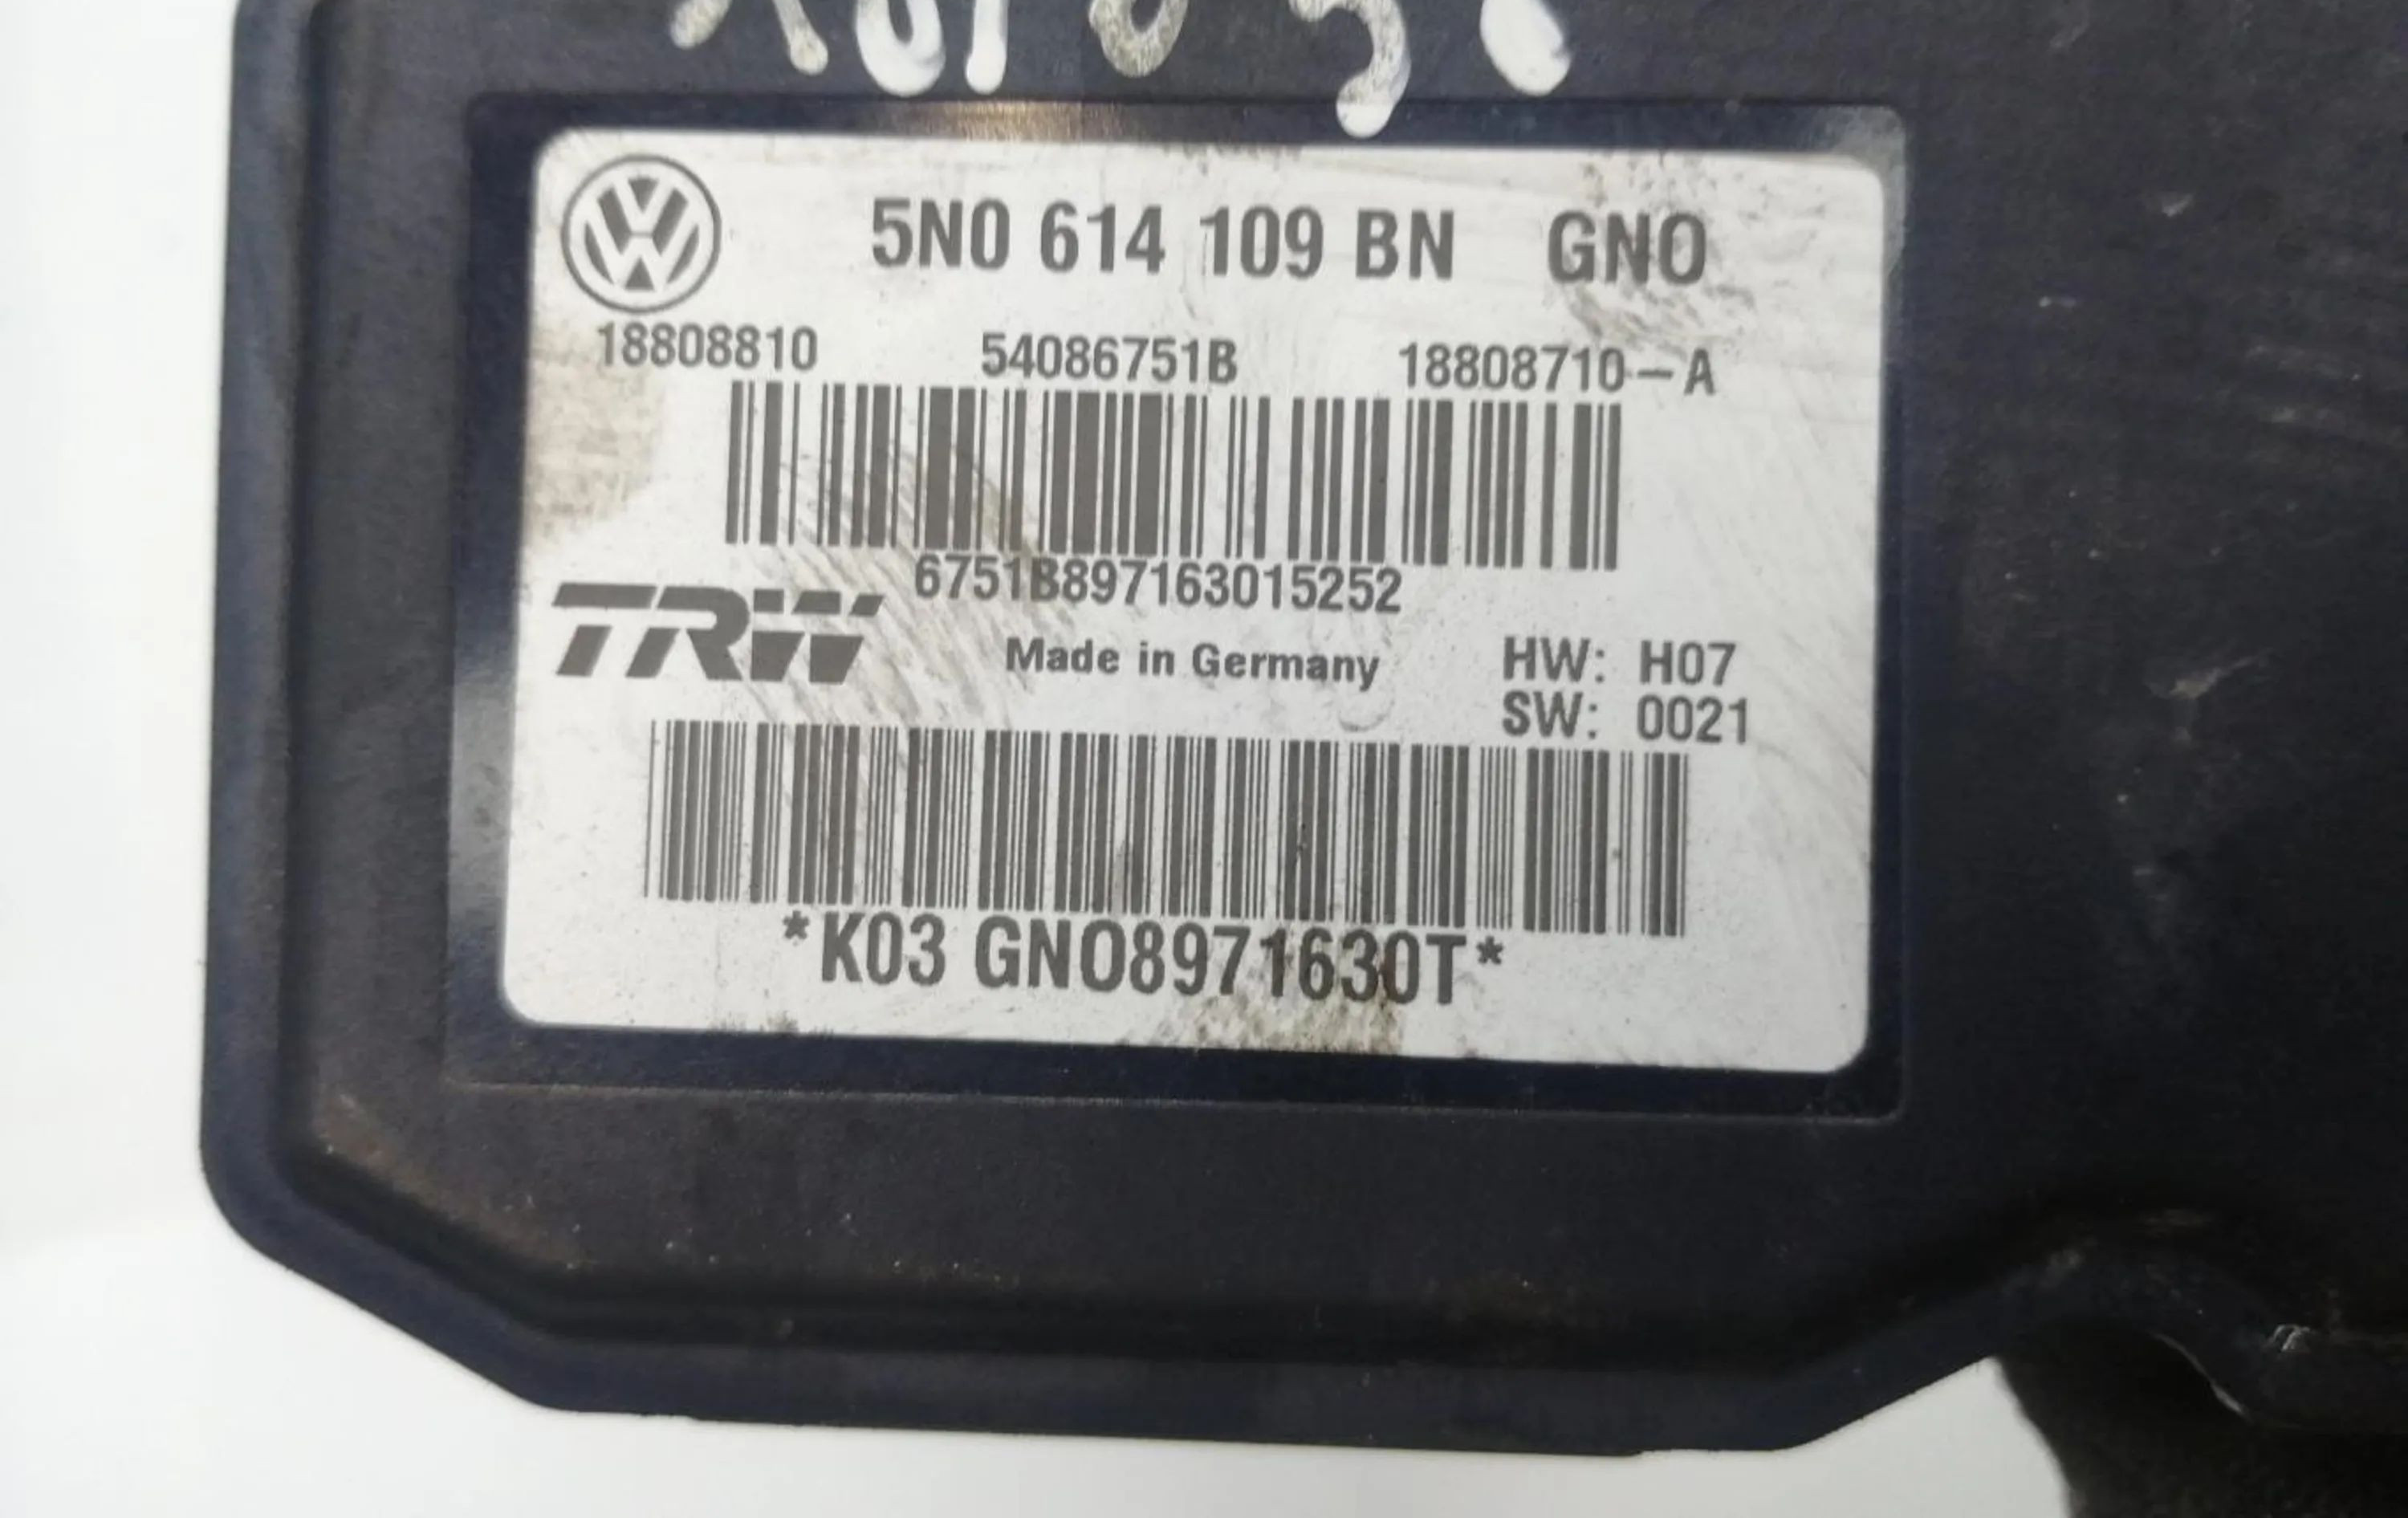 5N0 614 109 BN GNO
18808810 54086751B 18808710-A
6751B897163015252
TRW
Made in Germany
HW: H07
SW: 0021
*K03 GNO8971630T*